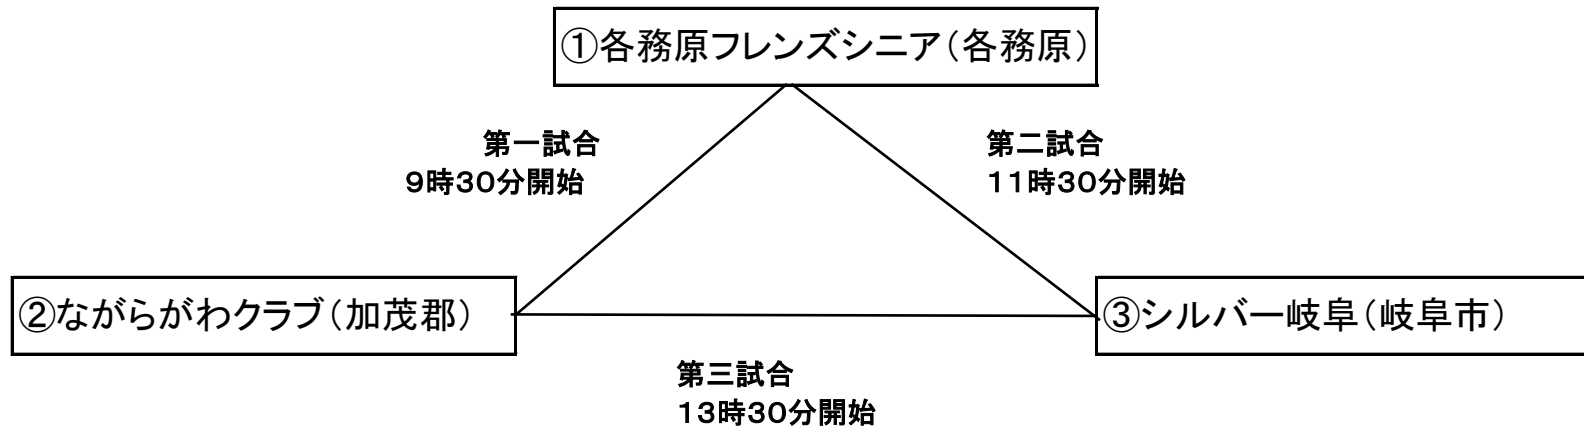 ①各務原フレンズシニア（各務原）
第一試合
9時30分開始
第二試合
11時30分開始
②ながらがわクラブ（加茂郡）
③シルバー岐阜（岐阜市）
第三試合
13時30分開始